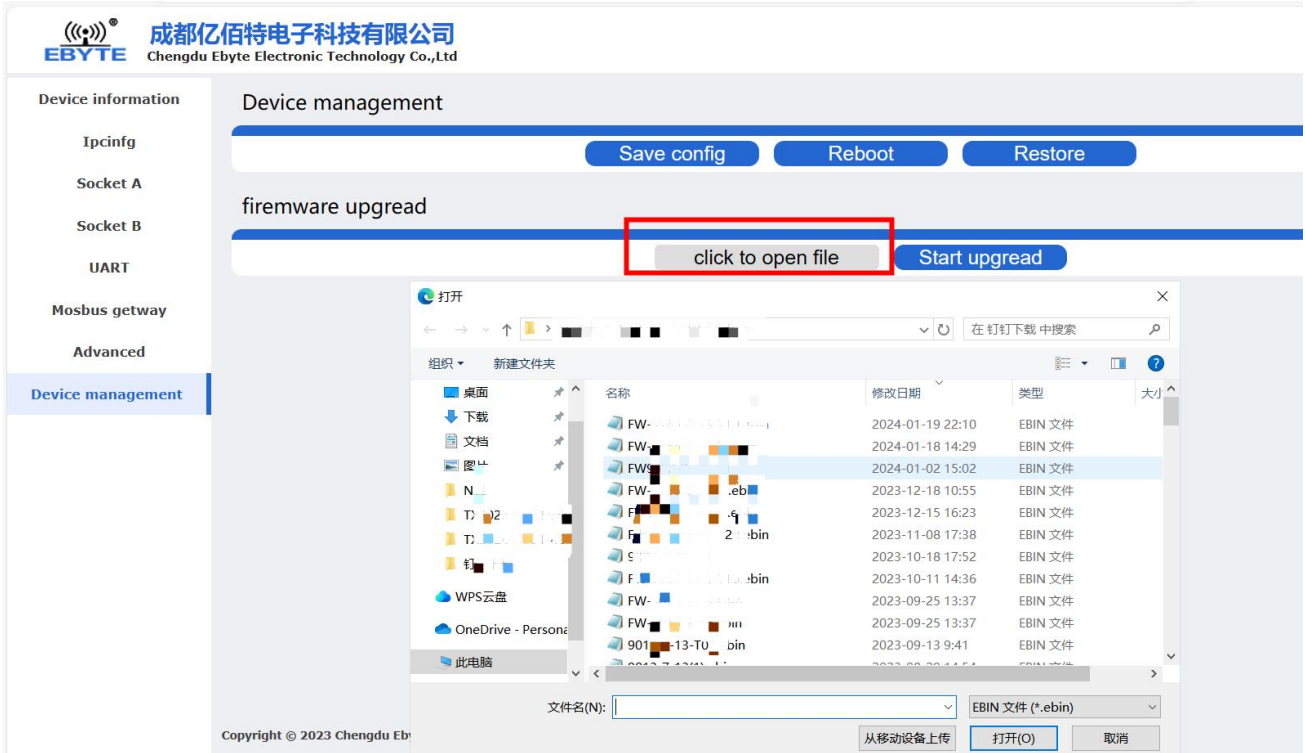 ((•))®
EBYTE
成都亿佰特电子科技有限公司
Chengdu Ebyte Electronic Technology Co.,Ltd
Device information
Ipcinfg
Socket A
Socket B
UART
Mosbus getway
Advanced
Device management
Device management
Save config Reboot Restore
firemware upgread
click to open file Start upgread
打开
在 钉钉下载 中搜索
组织 新建文件夹
桌面
下载
文档
WPS云盘
OneDrive - Persona
此电脑
名称 修改日期 类型
FW- 2024-01-19 22:10 EBIN 文件
FW- 2024-01-18 14:29 EBIN 文件
2024-01-02 15:02 EBIN 文件
FW- 2023-12-18 10:55 EBIN 文件
2023-12-15 16:23 EBIN 文件
ebin 2023-11-08 17:38 EBIN 文件
2023-10-18 17:52 EBIN 文件
ebin 2023-10-11 14:36 EBIN 文件
FW- 2023-09-25 13:37 EBIN 文件
FW- 2023-09-25 13:37 EBIN 文件
2023-09-13 9:41 EBIN 文件
文件名(N): EBIN 文件 (*.ebin)
从移动设备上传 打开(O) 取消
Copyright © 2023 Chengdu